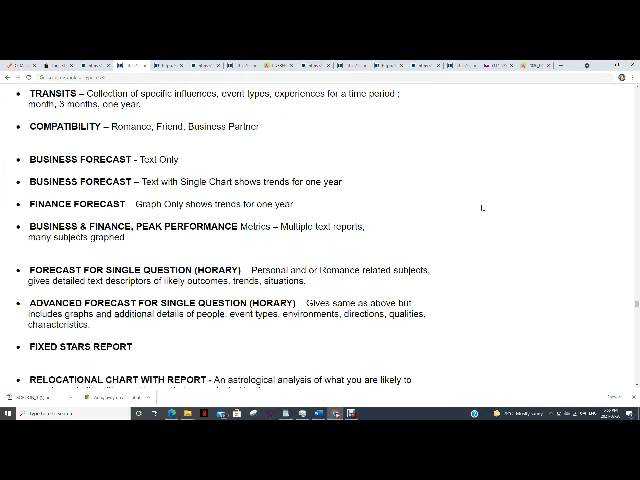 • TRANSITS – Collection of specific influences, event types, experiences for a time period ;
month, 3 months, one year.
• COMPATIBILITY – Romance, Friend, Business Partner
• BUSINESS FORECAST - Text Only
• BUSINESS FORECAST – Text with Single Chart shows trends for one year
• FINANCE FORECAST – Graph Only shows trends for one year
• BUSINESS & FINANCE, PEAK PERFORMANCE Metrics – Multiple text reports,
many subjects graphed.
• FORECAST FOR SINGLE QUESTION (HORARY) – Personal and or Romance related subjects,
gives detailed text descriptors of likely outcomes, trends, situations.
• ADVANCED FORECAST FOR SINGLE QUESTION (HORARY) – Gives same as above but
includes graphs and additional details of people, event types, environments, directions, qualities,
characteristics.
• FIXED STARS REPORT
• RELOCATIONAL CHART WITH REPORT - An astrological analysis of what you are likely to
Type here to search
Mostly sunny